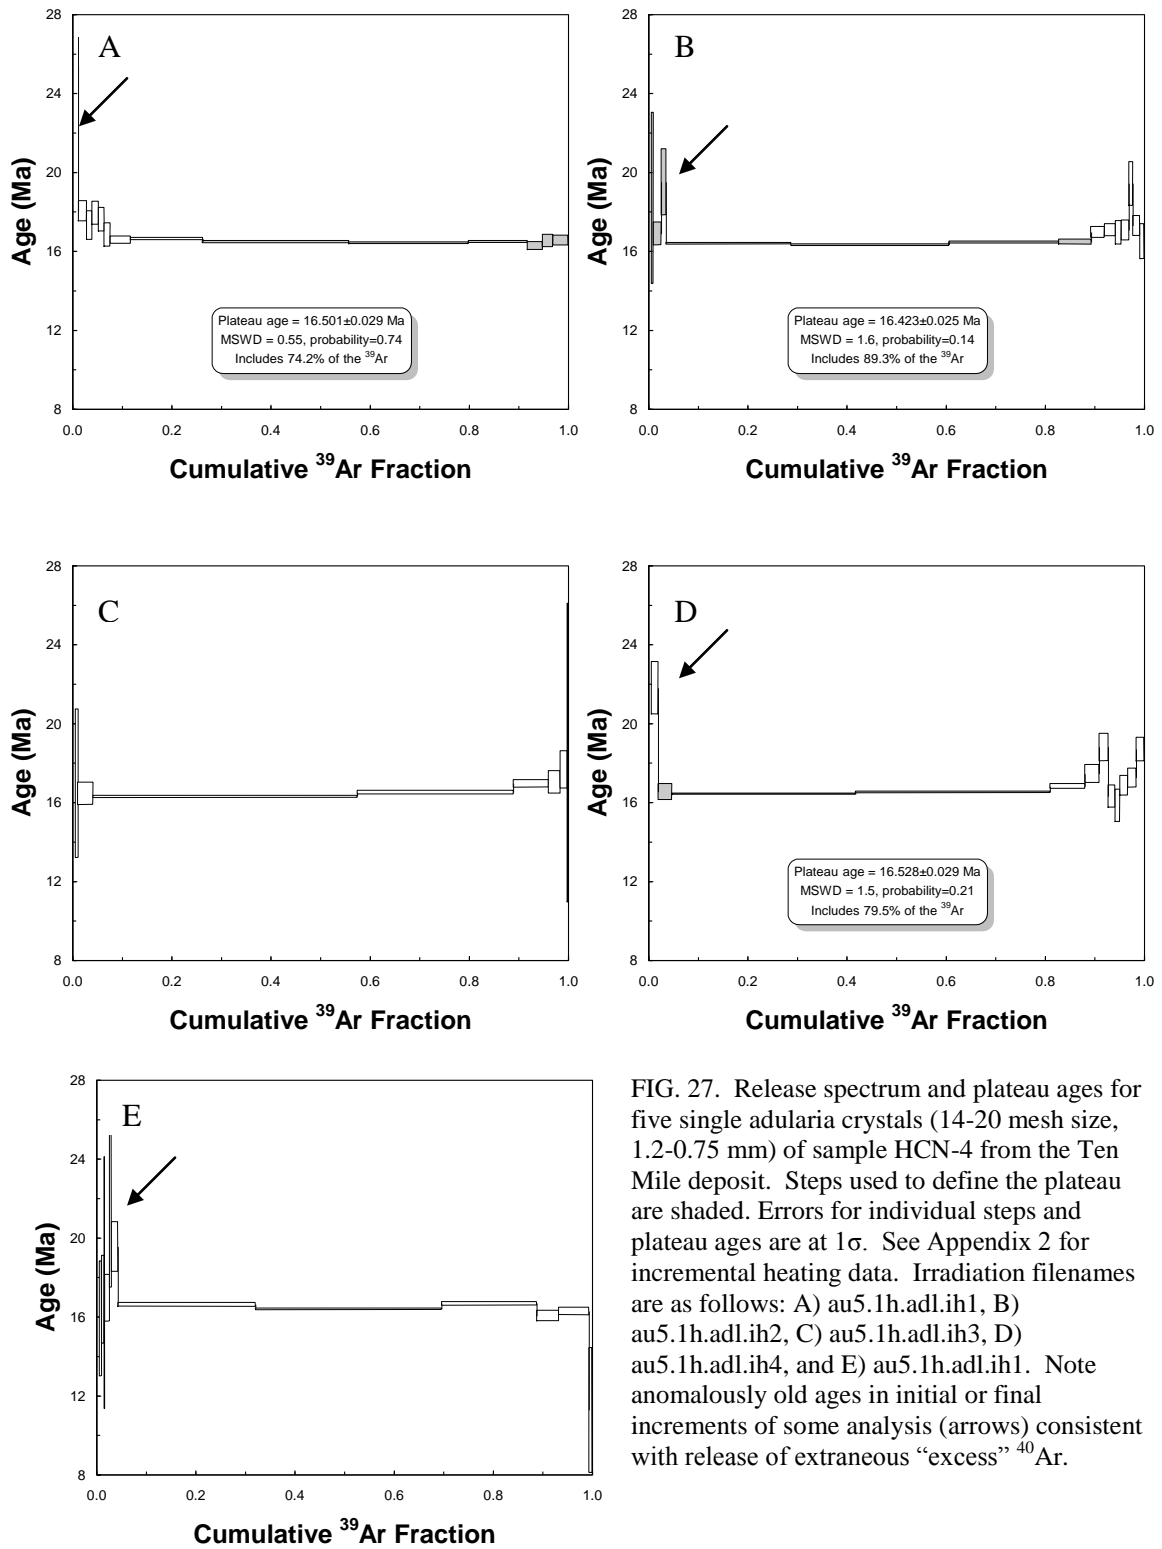 A
28
24
20
16
12
8
Age (Ma)
Plateau age = 16.501±0.029 Ma
MSWD = 0.55, probability=0.74
Includes 74.2% of the 39Ar
0.0 0.2 0.4 0.6 0.8 1.0
Cumulative 39Ar Fraction
B
28
24
20
16
12
8
Age (Ma)
Plateau age = 16.423±0.025 Ma
MSWD = 1.6, probability=0.14
Includes 89.3% of the 39Ar
0.0 0.2 0.4 0.6 0.8 1.0
Cumulative 39Ar Fraction
C
28
24
20
16
12
8
Age (Ma)
0.0 0.2 0.4 0.6 0.8 1.0
Cumulative 39Ar Fraction
D
28
24
20
16
12
8
Age (Ma)
Plateau age = 16.528±0.029 Ma
MSWD = 1.5, probability=0.21
Includes 79.5% of the 39Ar
0.0 0.2 0.4 0.6 0.8 1.0
Cumulative 39Ar Fraction
E
28
24
20
16
12
8
Age (Ma)
0.0 0.2 0.4 0.6 0.8 1.0
Cumulative 39Ar Fraction
FIG. 27. Release spectrum and plateau ages for
five single adularia crystals (14-20 mesh size,
1.2-0.75 mm) of sample HCN-4 from the Ten
Mile deposit. Steps used to define the plateau
are shaded. Errors for individual steps and
plateau ages are at 1σ. See Appendix 2 for
incremental heating data. Irradiation filenames
are as follows: A) au5.1h.adl.ih1, B)
au5.1h.adl.ih2, C) au5.1h.adl.ih3, D)
au5.1h.adl.ih4, and E) au5.1h.adl.ih1. Note
anomalously old ages in initial or final
increments of some analysis (arrows) consistent
with release of extraneous “excess” 40Ar.